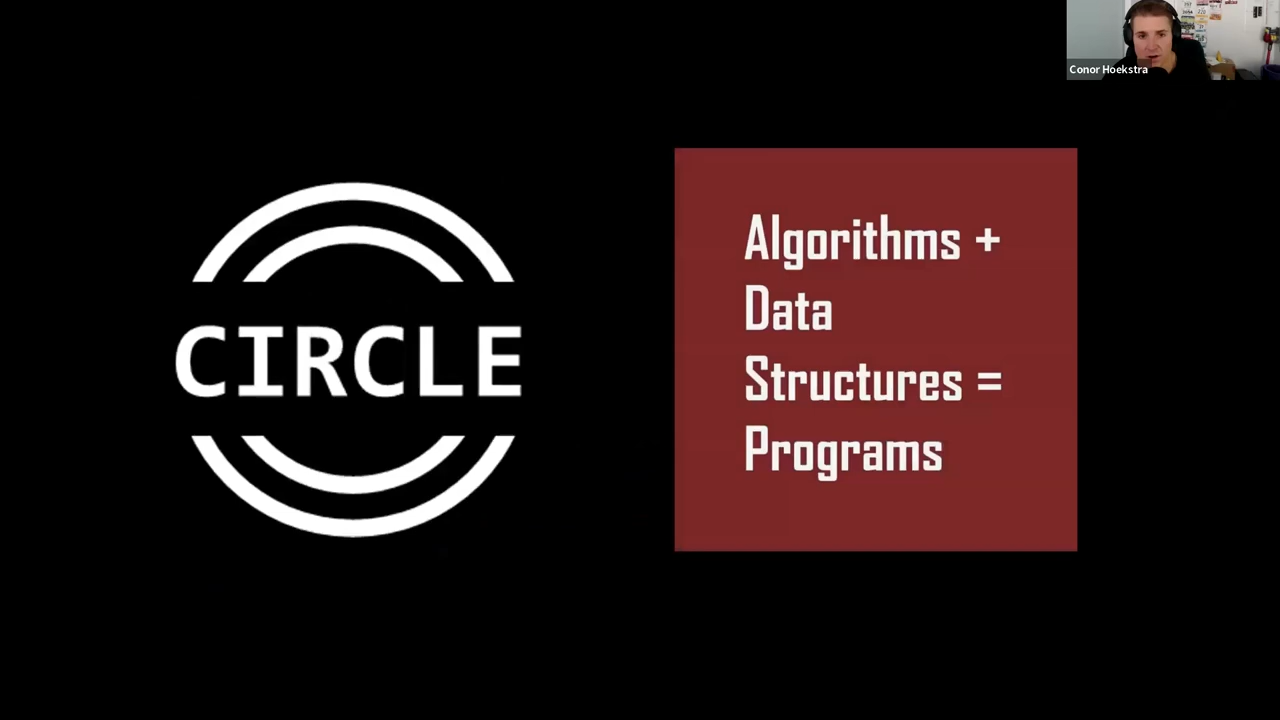 Conor Hoekstra
CIRCLE
Algorithms +
Data
Structures =
Programs